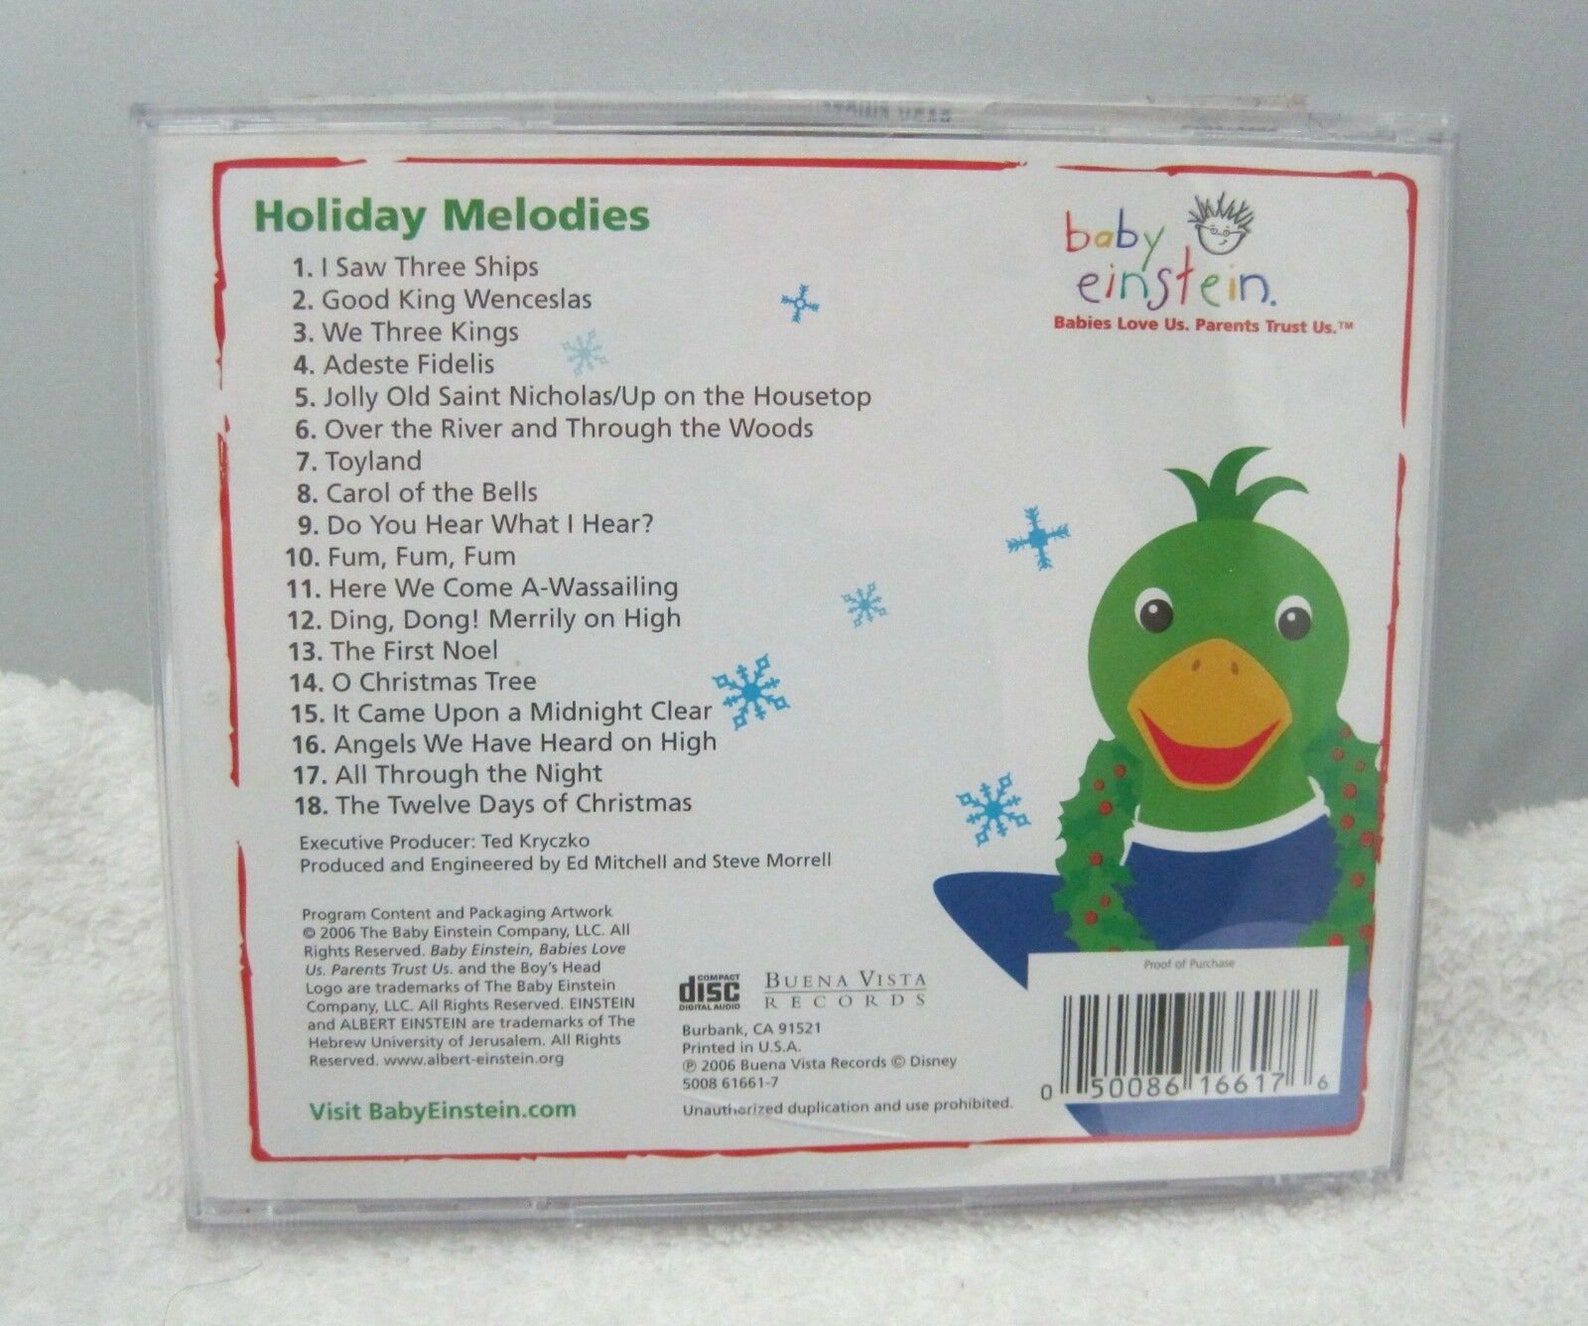 Holiday Melodies
1. I Saw Three Ships
2. Good King Wenceslas
3. We Three Kings
4. Adeste Fidelis
5. Jolly Old Saint Nicholas/Up on the Housetop
6. Over the River and Through the Woods
7. Toyland
8. Carol of the Bells
9. Do You Hear What I Hear?
10. Fum, Fum, Fum
11. Here We Come A-Wassailing
12. Ding, Dong! Merrily on High
13. The First Noel
14. O Christmas Tree
15. It Came Upon a Midnight Clear
16. Angels We Have Heard on High
17. All Through the Night
18. The Twelve Days of Christmas
Executive Producer: Ted Kryczko
Produced and Engineered by Ed Mitchell and Steve Morrell
Program Content and Packaging Artwork
© 2006 The Baby Einstein Company, LLC. All
Rights Reserved. Baby Einstein, Babies Love
Us. Parents Trust Us. and the Boy's Head
Logo are trademarks of The Baby Einstein
Company, LLC. All Rights Reserved. EINSTEIN
and ALBERT EINSTEIN are trademarks of The
Hebrew University of Jerusalem. All Rights
Reserved. www.albert-einstein.org
Visit BabyEinstein.com
baby
einstein.
Babies Love Us. Parents Trust Us.™
COMPACT
disc
DIGITAL AUDIO
BUENA VISTA
RECORDS
Burbank, CA 91521
Printed in U.S.A.
℗ 2006 Buena Vista Records © Disney
5008 61661-7
Unauthorized duplication and use prohibited.
Proof of Purchase
0 50086 16617 6